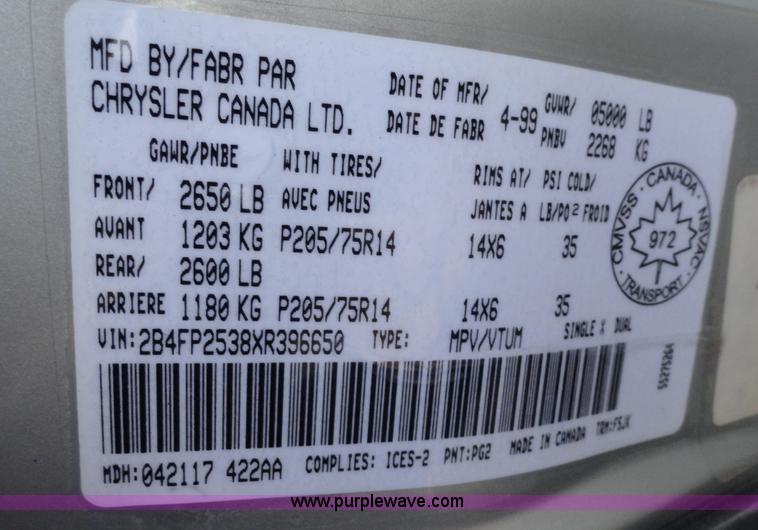 MFD BY/FABR PAR DATE OF MFR/ 4-99 GVWR/ 05000 LB
CHRYSLER CANADA LTD. DATE DE FABR PNBV 2268 KG
GAWR/PNBE WITH TIRES/ RIMS AT/ PSI COLD/
FRONT/ 2650 LB AVEC PNEUS JANTES A LB/PO2 FROID
AVANT 1203 KG P205/75R14 14X6 35
REAR/ 2600 LB
ARRIERE 1180 KG P205/75R14 14X6 35
VIN:2B4FP2538XR396650 TYPE: MPV/VTUM SINGLE X DUAL
CMVSS · CANADA · NSVAC · TRANSPORT
972
55275264
MDH:042117 422AA COMPLIES: ICES-2 PNT:PG2 MADE IN CANADA TRM:F5JK
www.purplewave.com